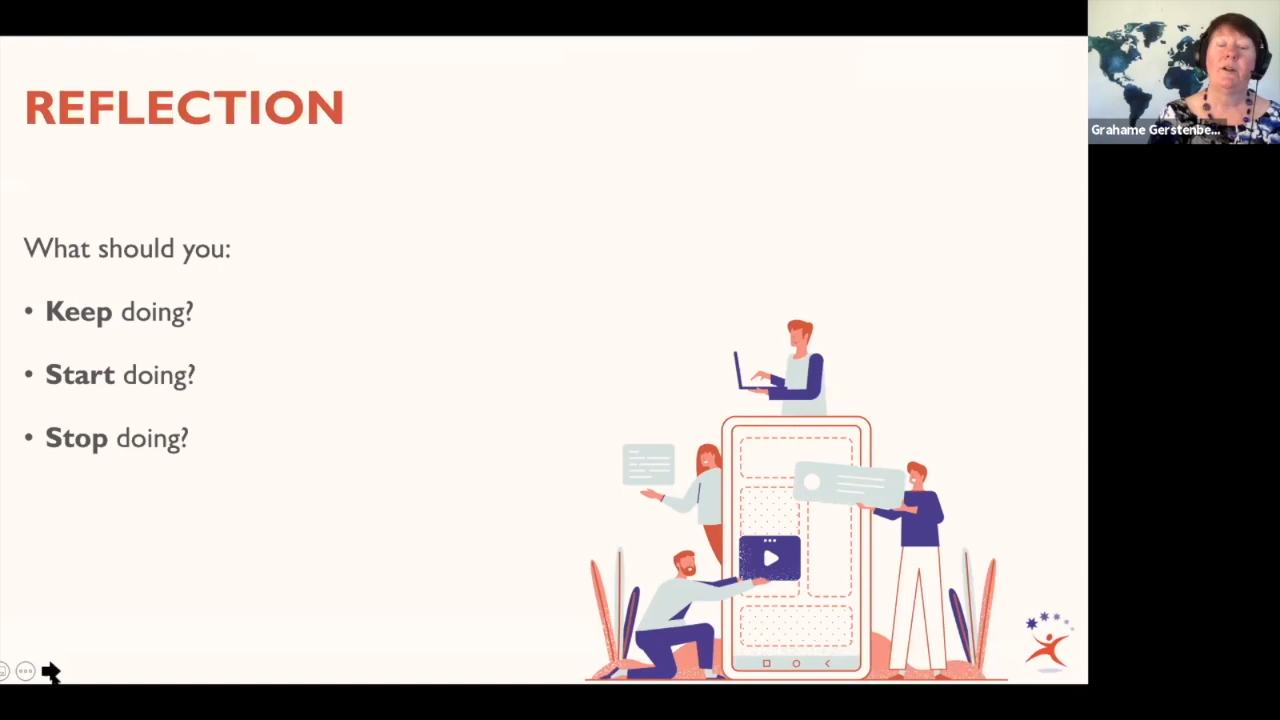 REFLECTION
What should you:
• Keep doing?
• Start doing?
• Stop doing?
Grahame Gerstenbe...